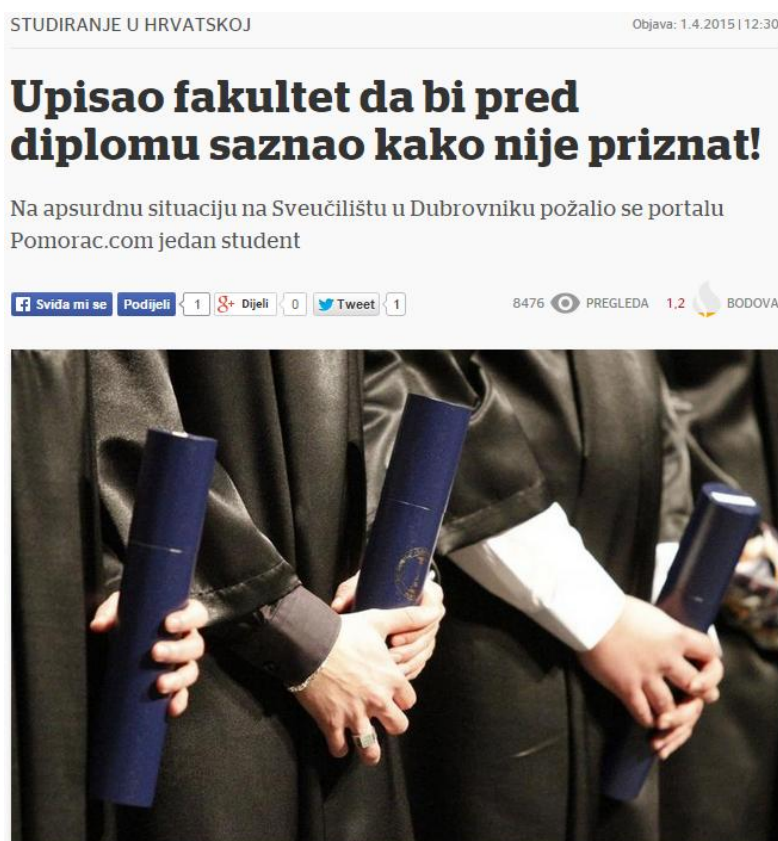 STUDIRANJE U HRVATSKOJ
Objava: 1.4.2015 | 12:30
Upisao fakultet da bi pred
diplomu saznao kako nije priznat!
Na apsurdnu situaciju na Sveučilištu u Dubrovniku požalio se portalu
Pomorac.com jedan student
Sviđa mi se Podijeli 1 g+ Dijeli 0 Tweet 1 8476 PREGLEDA 1,2 BODOVA